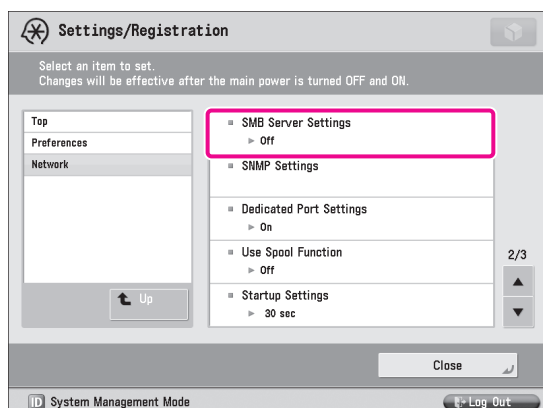 Settings/Registration
Select an item to set.
Changes will be effective after the main power is turned OFF and ON.
Top
Preferences
Network
Up
SMB Server Settings
Off
SNMP Settings
Dedicated Port Settings
On
Use Spool Function
Off
Startup Settings
30 sec
2/3
Close
ID System Management Mode
Log Out